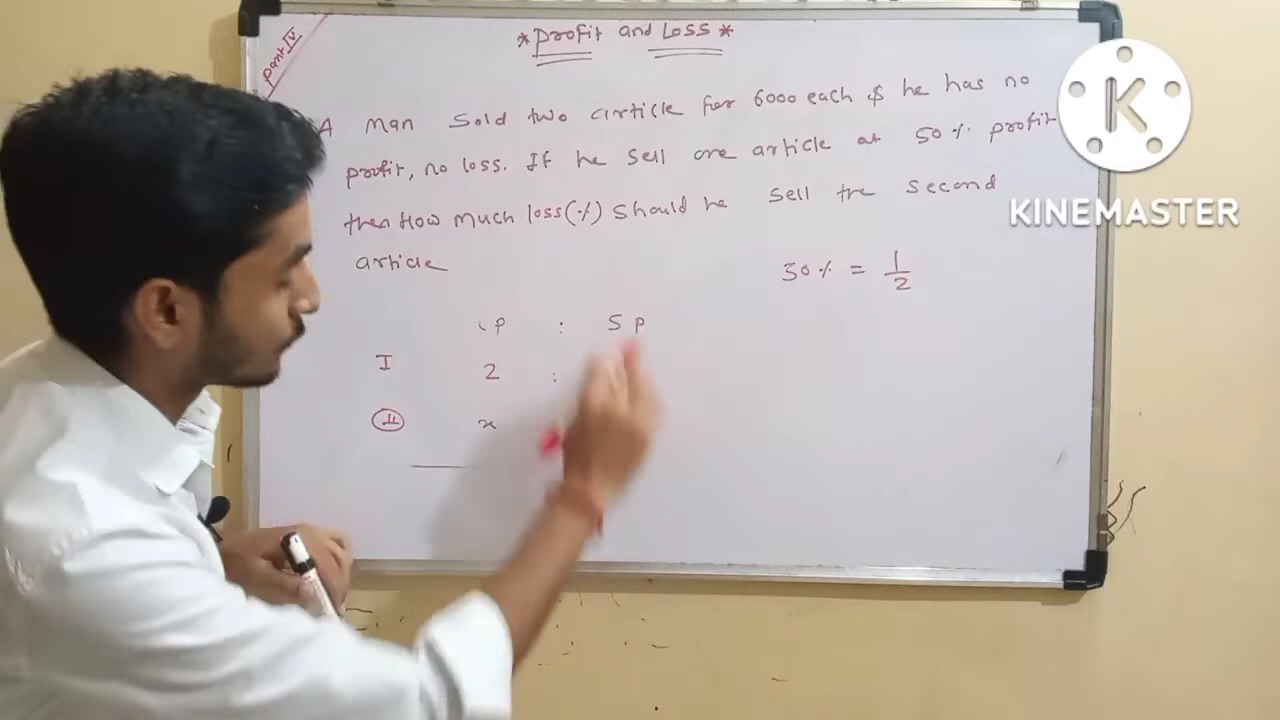 Part IV
*Profit and Loss*
A man sold two article for 6000 each & he has no
profit, no loss. If he sell one article at 50% profit
then How much loss(%) should he sell the second
article
50% = 1/2
CP : SP
I 2 :
II x
KINEMASTER